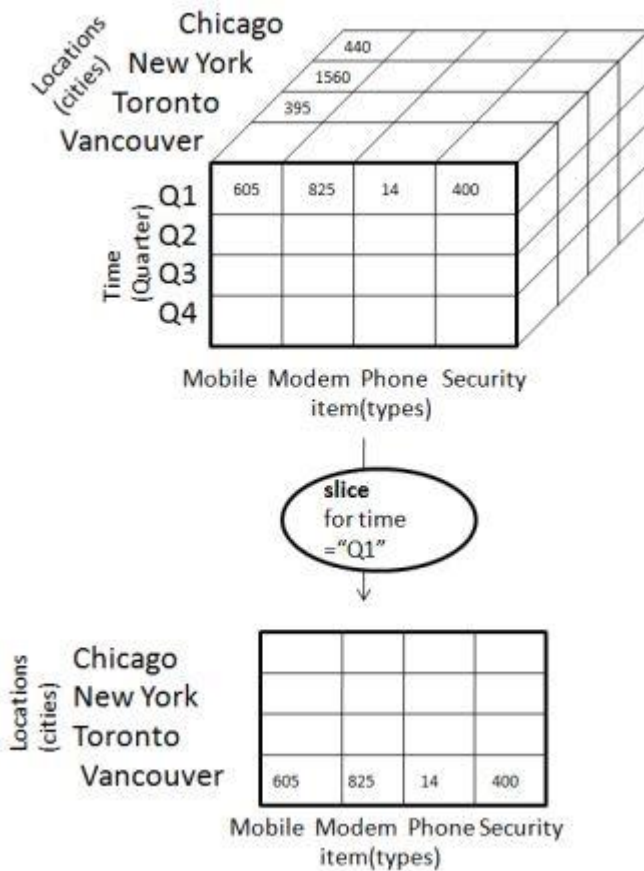 Locations
(cities)
Chicago
New York
Toronto
Vancouver
440
1560
395
Time
(Quarter)
Q1
Q2
Q3
Q4
605 825 14 400
Mobile Modem Phone Security
item(types)
slice
for time
="Q1"
Locations
(cities)
Chicago
New York
Toronto
Vancouver
605 825 14 400
Mobile Modem Phone Security
item(types)